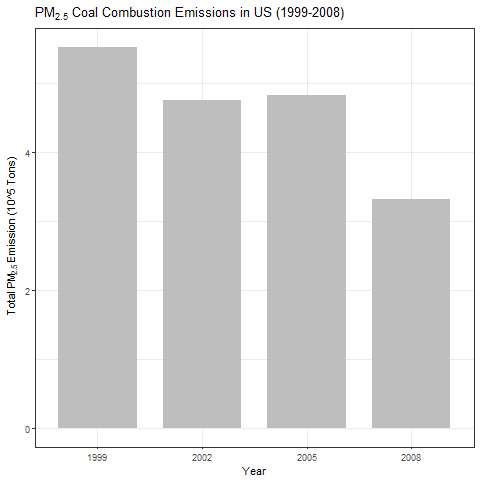 PM2.5 Coal Combustion Emissions in US (1999-2008)
Total PM2.5 Emission (10^5 Tons)
4
2
0
1999 2002 2005 2008
Year